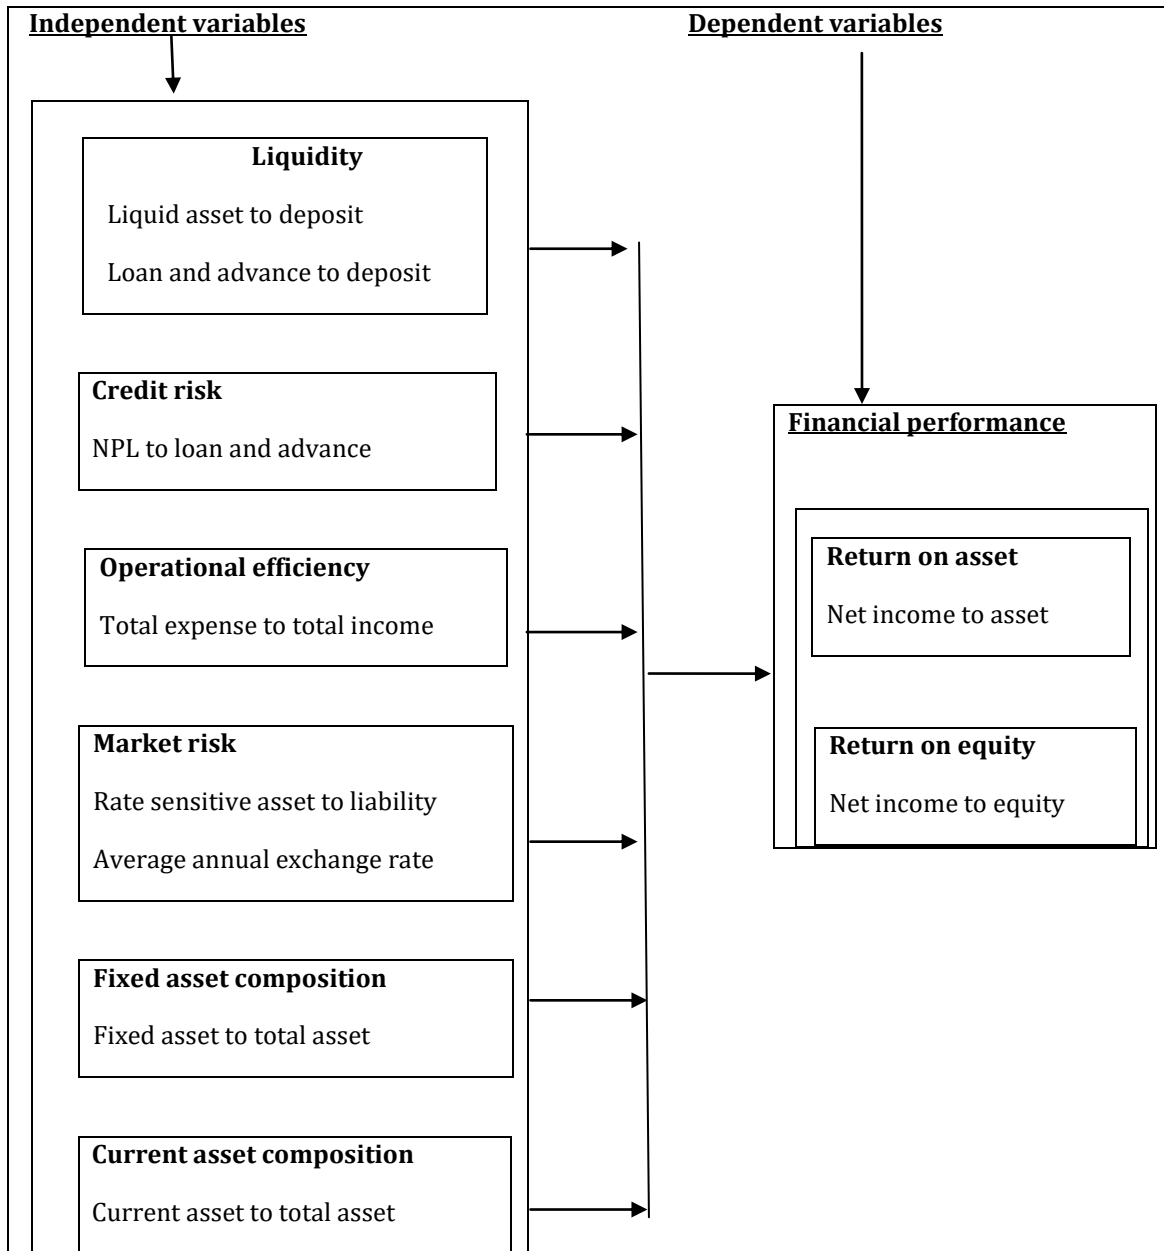 Independent variables
Dependent variables
Liquidity
Liquid asset to deposit
Loan and advance to deposit
Credit risk
NPL to loan and advance
Operational efficiency
Total expense to total income
Market risk
Rate sensitive asset to liability
Average annual exchange rate
Fixed asset composition
Fixed asset to total asset
Current asset composition
Current asset to total asset
Financial performance
Return on asset
Net income to asset
Return on equity
Net income to equity